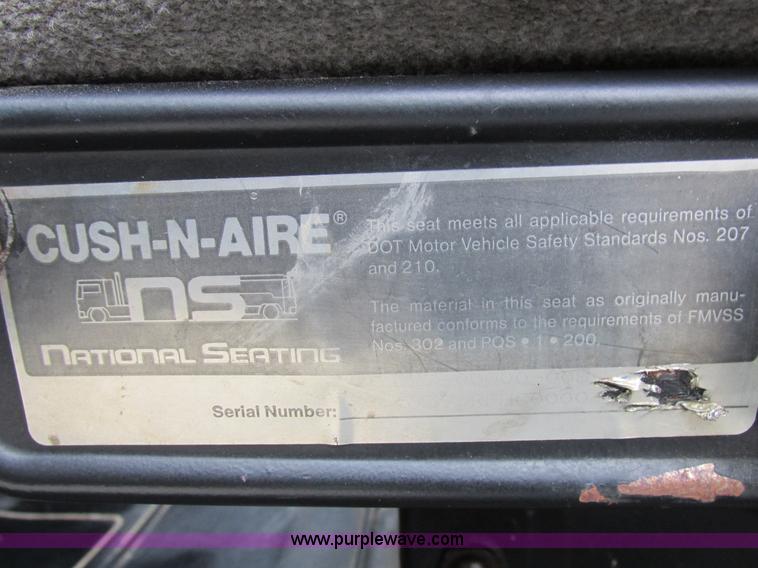 CUSH-N-AIRE®
ns
NATIONAL SEATING
This seat meets all applicable requirements of
DOT Motor Vehicle Safety Standards Nos. 207
and 210.
The material in this seat as originally manu-
factured conforms to the requirements of FMVSS
Nos. 302 and PQS • 1 • 200.
Serial Number:
www.purplewave.com